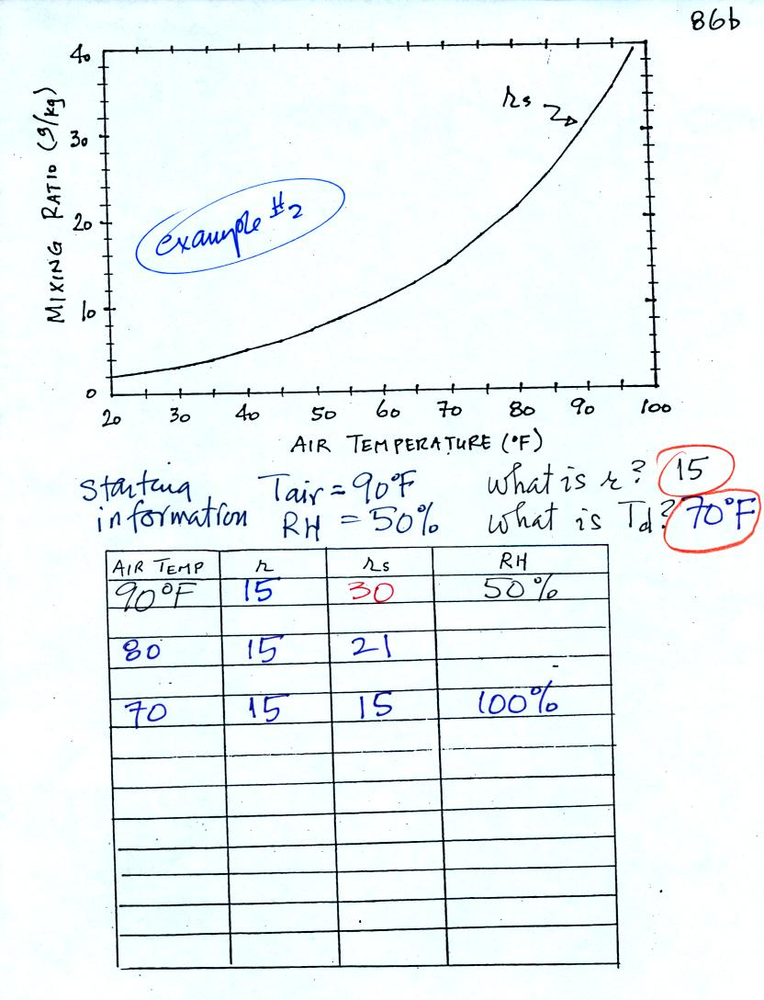 86b
40
30
20
10
0
MIXING RATIO (g/kg)
rs
example #2
20 30 40 50 60 70 80 90 100
AIR TEMPERATURE (°F)
Starting information
Tair = 90°F
RH = 50%
What is r? 15
What is Td? 70°F
AIR TEMP r rs RH
90°F 15 30 50%
80 15 21
70 15 15 100%